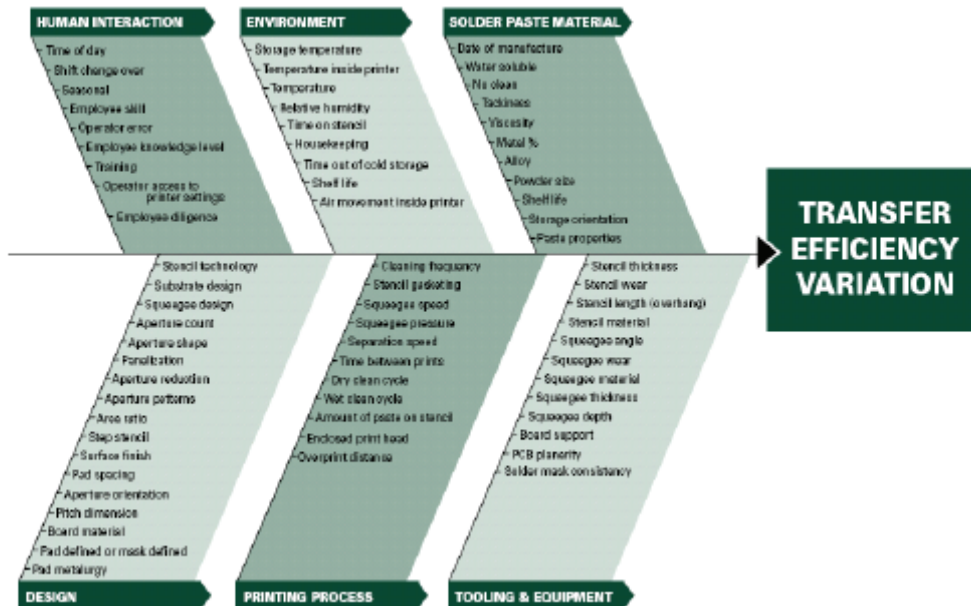 HUMAN INTERACTION
Time of day
Shift change over
Seasonal
Employee skill
Operator error
Employee knowledge level
Training
Operator access to
printer settings
Employee diligence
ENVIRONMENT
Storage temperature
Temperature inside printer
Temperature
Relative humidity
Time on stencil
Housekeeping
Time out of cold storage
Shelf life
Air movement inside printer
SOLDER PASTE MATERIAL
Date of manufacture
Water soluble
No clean
Tackiness
Viscosity
Metal %
Alloy
Powder size
Shelf life
Storage orientation
Paste properties
TRANSFER
EFFICIENCY
VARIATION
Stencil technology
Substrate design
Squeegee design
Aperture count
Aperture shape
Panalization
Aperture reduction
Aperture patterns
Area ratio
Step stencil
Surface finish
Pad spacing
Aperture orientation
Pitch dimension
Board material
Pad defined or mask defined
Pad metalurgy
DESIGN
Cleaning frequency
Stencil gasketing
Squeegee speed
Squeegee pressure
Separation speed
Time between prints
Dry clean cycle
Wet clean cycle
Amount of paste on stencil
Enclosed print head
Overprint distance
PRINTING PROCESS
Stencil thickness
Stencil wear
Stencil length (overhang)
Stencil material
Squeegee angle
Squeegee wear
Squeegee material
Squeegee thickness
Squeegee depth
Board support
PCB planerity
Solder mask consistency
TOOLING & EQUIPMENT